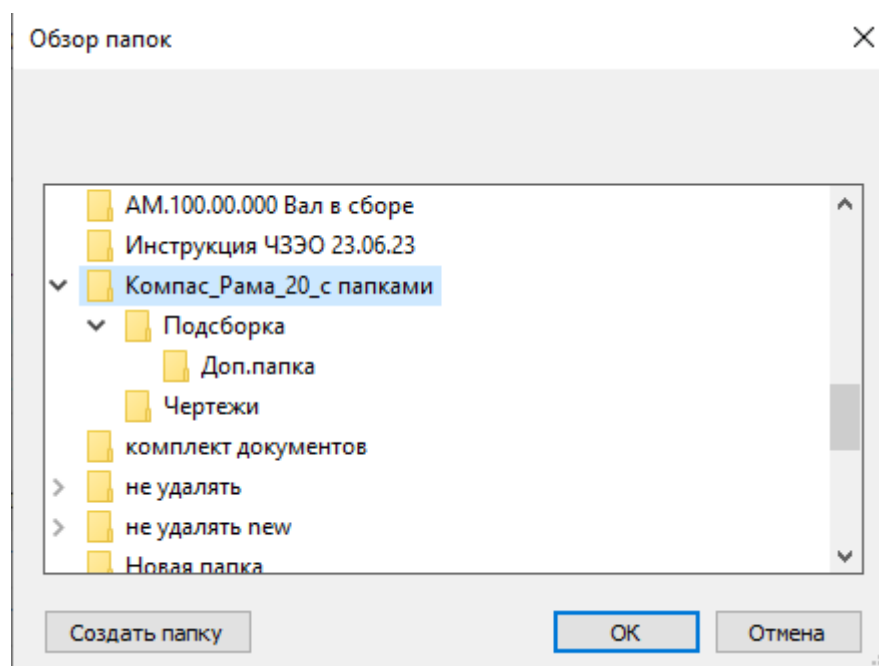 Обзор папок
АМ.100.00.000 Вал в сборе
Инструкция ЧЗЭО 23.06.23
Компас_Рама_20_с папками
Подсборка
Доп.папка
Чертежи
комплект документов
не удалять
не удалять new
Новая папка
Создать папку ОК Отмена